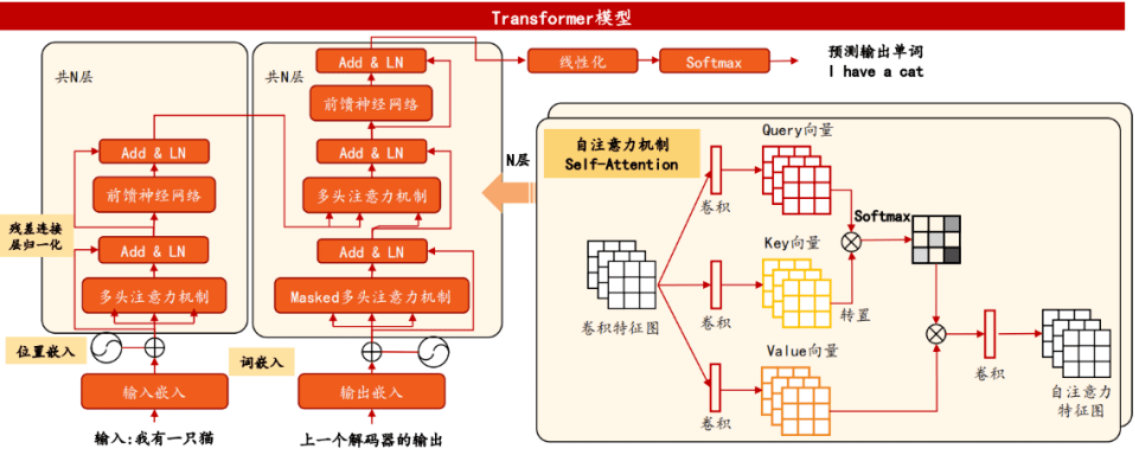 Transformer模型
共N层
Add & LN
前馈神经网络
Add & LN
多头注意力机制
残差连接
层归一化
位置嵌入
输入嵌入
输入:我有一只猫
共N层
Add & LN
前馈神经网络
Add & LN
多头注意力机制
Add & LN
Masked多头注意力机制
词嵌入
输出嵌入
上一个解码器的输出
线性化
Softmax
预测输出单词
I have a cat
N层
自注意力机制
Self-Attention
卷积特征图
卷积
Query向量
卷积
Key向量
转置
卷积
Value向量
Softmax
卷积
自注意力
特征图